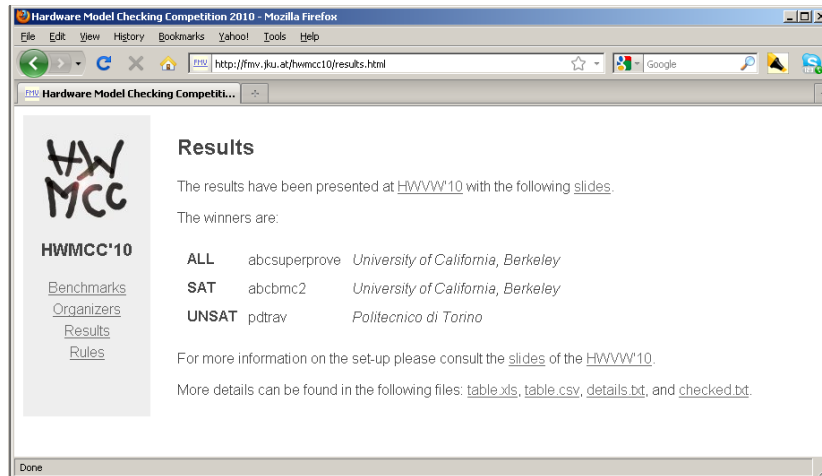 Hardware Model Checking Competition 2010 - Mozilla Firefox
File Edit View History Bookmarks Yahoo! Tools Help
FMV http://fmv.jku.at/hwmcc10/results.html Google
FMV Hardware Model Checking Competiti...
HW
MCC
HWMCC'10
Benchmarks
Organizers
Results
Rules
Results
The results have been presented at HWVW'10 with the following slides.
The winners are:
ALL abcsuperprove University of California, Berkeley
SAT abcbmc2 University of California, Berkeley
UNSAT pdtrav Politecnico di Torino
For more information on the set-up please consult the slides of the HWVW'10.
More details can be found in the following files: table.xls, table.csv, details.txt, and checked.txt.
Done